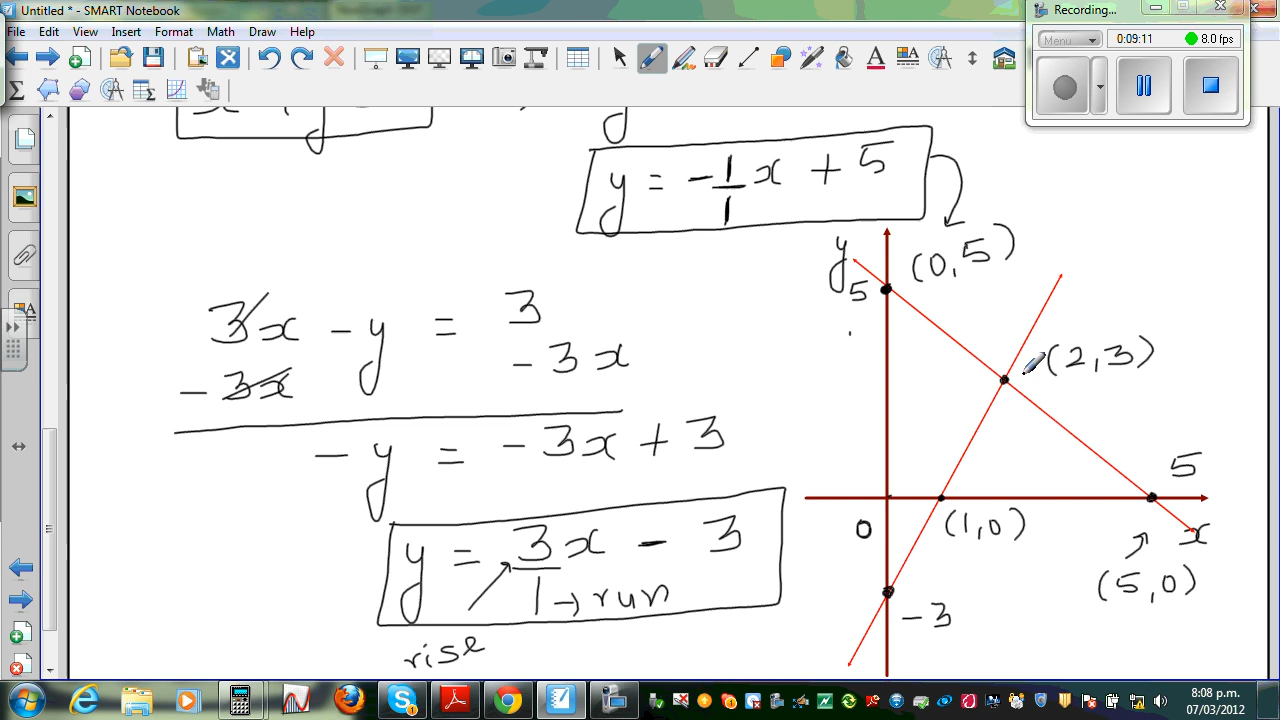 Untitled * - SMART Notebook
Recording...
File Edit View Insert Format Math Tools Draw Help
Menu
0:09:11
8.0 fps
y = -1/1 x + 5
(0,5)
y
5
3x - y = 3
- 3x - 3x
(2,3)
- y = - 3x + 3
5
y = 3/1 x - 3
→ run
rise
0
(1,0)
x
(5,0)
-3
8:08 p.m.
07/03/2012